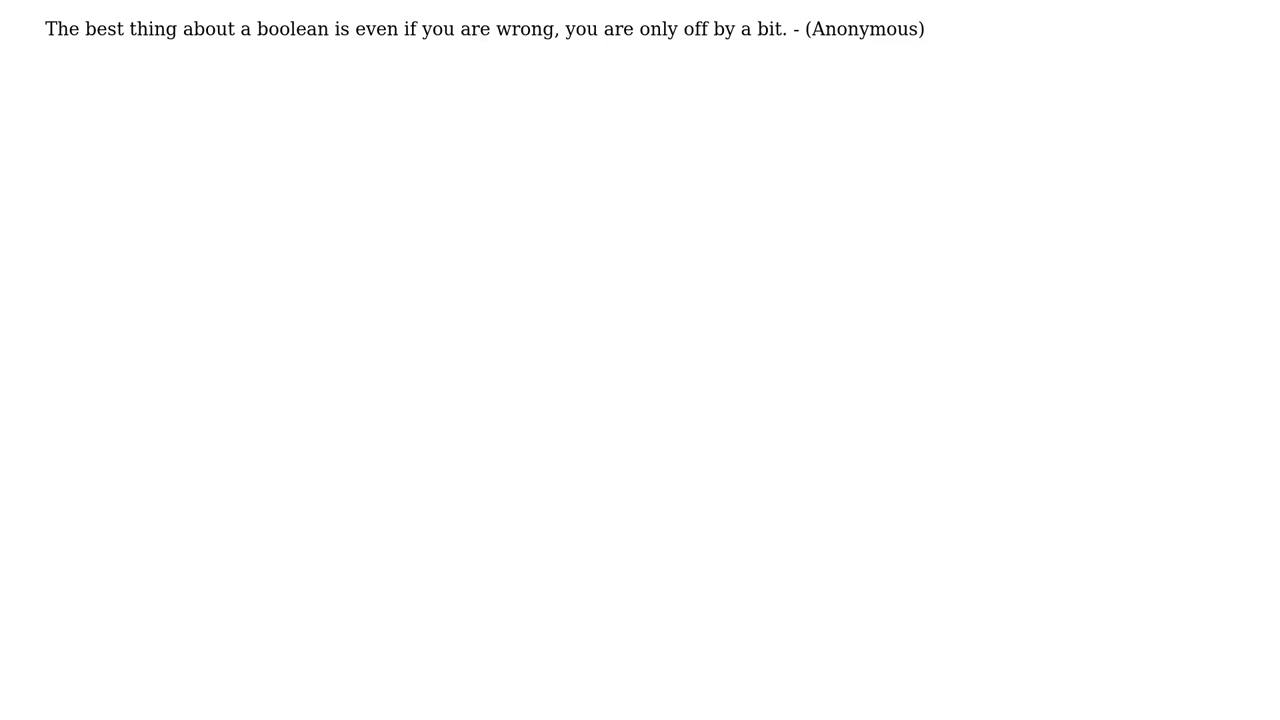 The best thing about a boolean is even if you are wrong, you are only off by a bit. - (Anonymous)